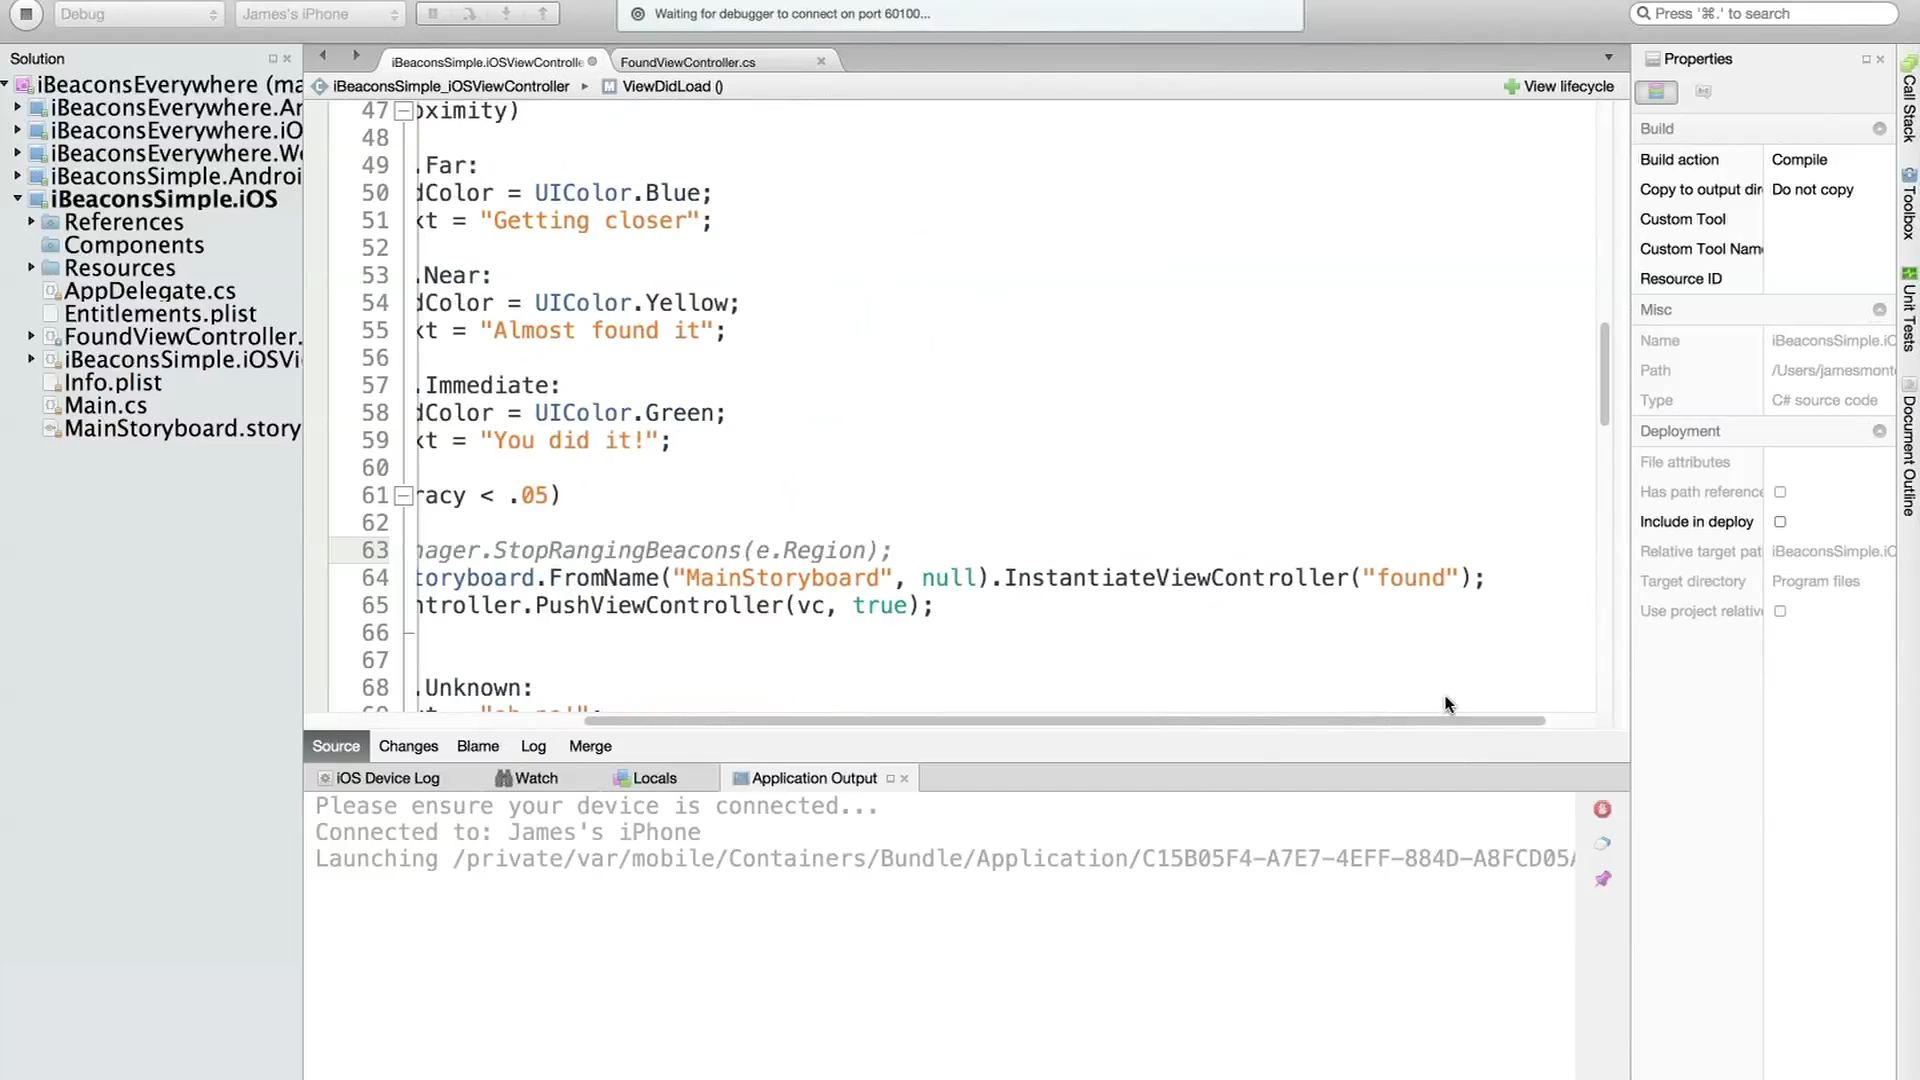 Debug
James's iPhone
Waiting for debugger to connect on port 60100...
Press '⌘.' to search
Solution
iBeaconsEverywhere (ma
iBeaconsEverywhere.Ar
iBeaconsEverywhere.iO
iBeaconsEverywhere.We
iBeaconsSimple.Androi
iBeaconsSimple.iOS
References
Components
Resources
AppDelegate.cs
Entitlements.plist
FoundViewController.
iBeaconsSimple.iOSVi
Info.plist
Main.cs
MainStoryboard.story
iBeaconsSimple.iOSViewControlle
FoundViewController.cs
iBeaconsSimple_iOSViewController
ViewDidLoad ()
View lifecycle
47 oximity)
48
49 .Far:
50 dColor = UIColor.Blue;
51 xt = "Getting closer";
52
53 .Near:
54 dColor = UIColor.Yellow;
55 xt = "Almost found it";
56
57 .Immediate:
58 dColor = UIColor.Green;
59 xt = "You did it!";
60
61 racy < .05)
62
63 nager.StopRangingBeacons(e.Region);
64 toryboard.FromName("MainStoryboard", null).InstantiateViewController("found");
65 ntroller.PushViewController(vc, true);
66
67
68 .Unknown:
Source
Changes
Blame
Log
Merge
iOS Device Log
Watch
Locals
Application Output
Please ensure your device is connected...
Connected to: James's iPhone
Launching /private/var/mobile/Containers/Bundle/Application/C15B05F4-A7E7-4EFF-884D-A8FCD05A
Properties
Build
Build action Compile
Copy to output dir Do not copy
Custom Tool
Custom Tool Name
Resource ID
Misc
Name iBeaconsSimple.iO
Path /Users/jamesmont
Type C# source code
Deployment
File attributes
Has path reference
Include in deploy
Relative target pat iBeaconsSimple.iO
Target directory Program files
Use project relativ
Call Stack
Toolbox
Unit Tests
Document Outline